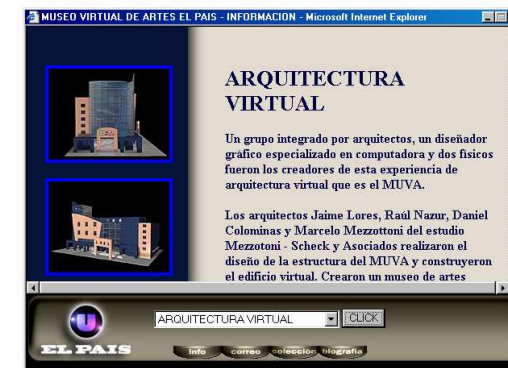 MUSEO VIRTUAL DE ARTES EL PAIS - INFORMACION - Microsoft Internet Explorer
ARQUITECTURA
VIRTUAL
Un grupo integrado por arquitectos, un diseñador
gráfico especializado en computadora y dos físicos
fueron los creadores de esta experiencia de
arquitectura virtual que es el MUVA.
Los arquitectos Jaime Lores, Raúl Nazur, Daniel
Colominas y Marcelo Mezzottoni del estudio
Mezzotoni - Scheck y Asociados realizaron el
diseño de la estructura del MUVA y construyeron
el edificio virtual. Crearon un museo de artes
ARQUITECTURA VIRTUAL
CLICK
U
EL PAIS
info correo colección biografía